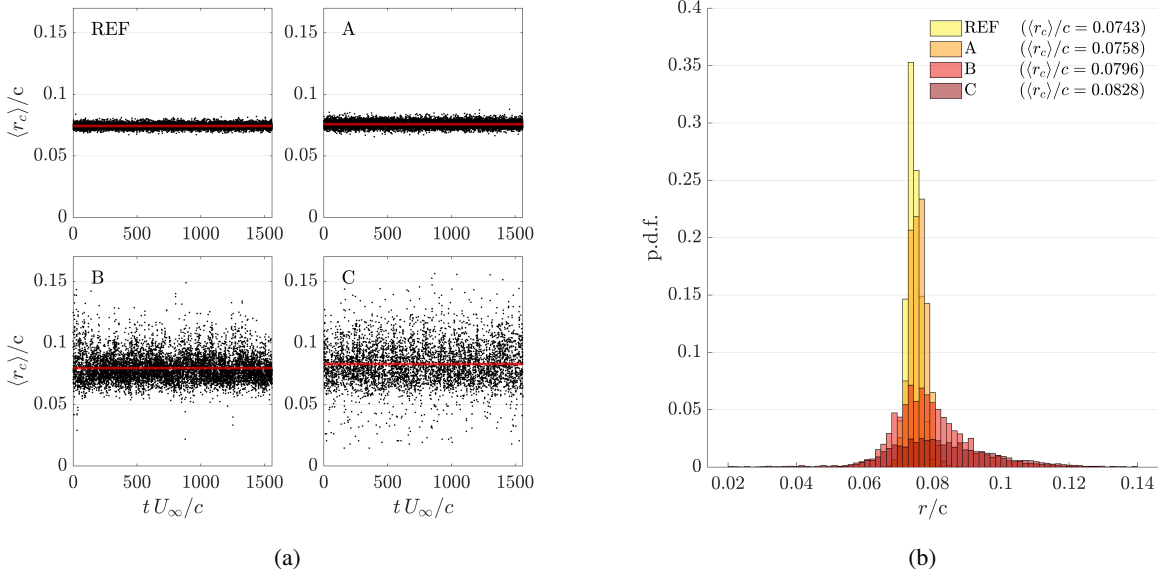 REF
A
0.15
0.1
0.05
0
0.15
0.1
0.05
0
⟨r_c⟩/c
0 500 1000 1500
0 500 1000 1500
B
C
0.15
0.1
0.05
0
0.15
0.1
0.05
0
⟨r_c⟩/c
0 500 1000 1500
0 500 1000 1500
t U_∞/c
t U_∞/c
(a)
0.4
0.35
0.3
0.25
0.2
0.15
0.1
0.05
0
p.d.f.
REF (⟨r_c⟩/c = 0.0743)
A (⟨r_c⟩/c = 0.0758)
B (⟨r_c⟩/c = 0.0796)
C (⟨r_c⟩/c = 0.0828)
0.02 0.04 0.06 0.08 0.1 0.12 0.14
r/c
(b)